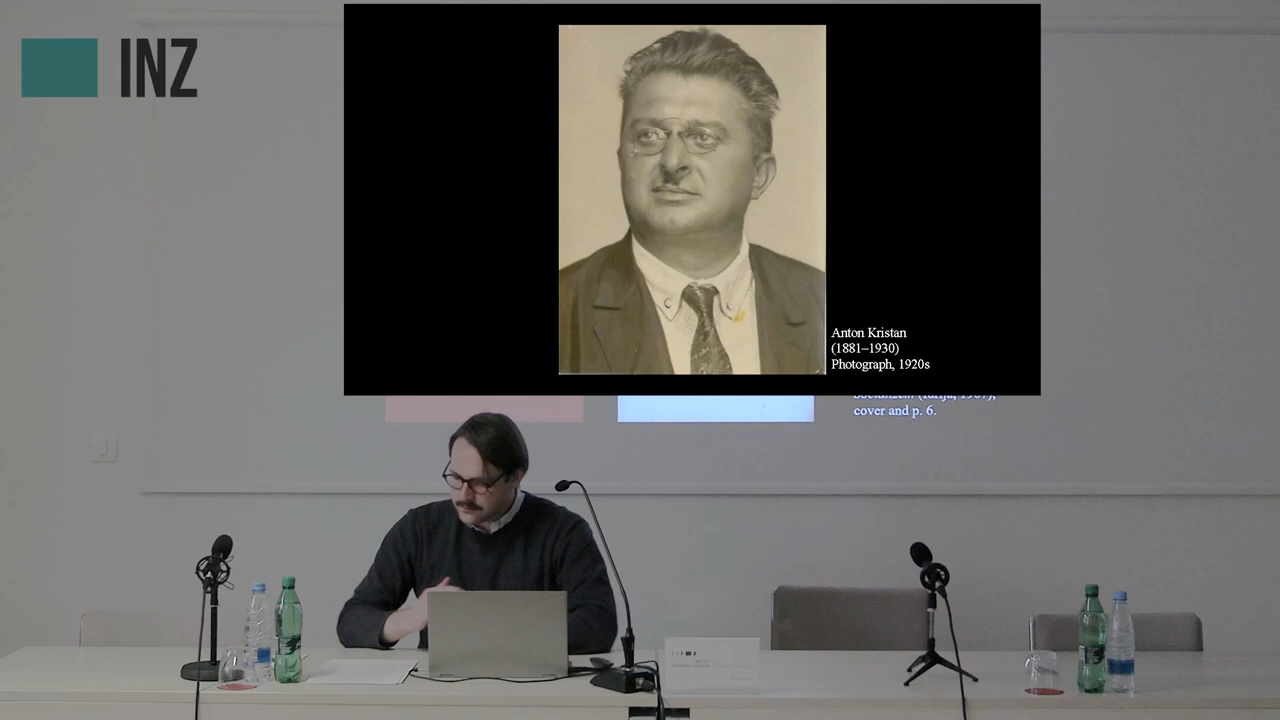 INZ
Anton Kristan
(1881–1930)
Photograph, 1920s
cover and p. 6.